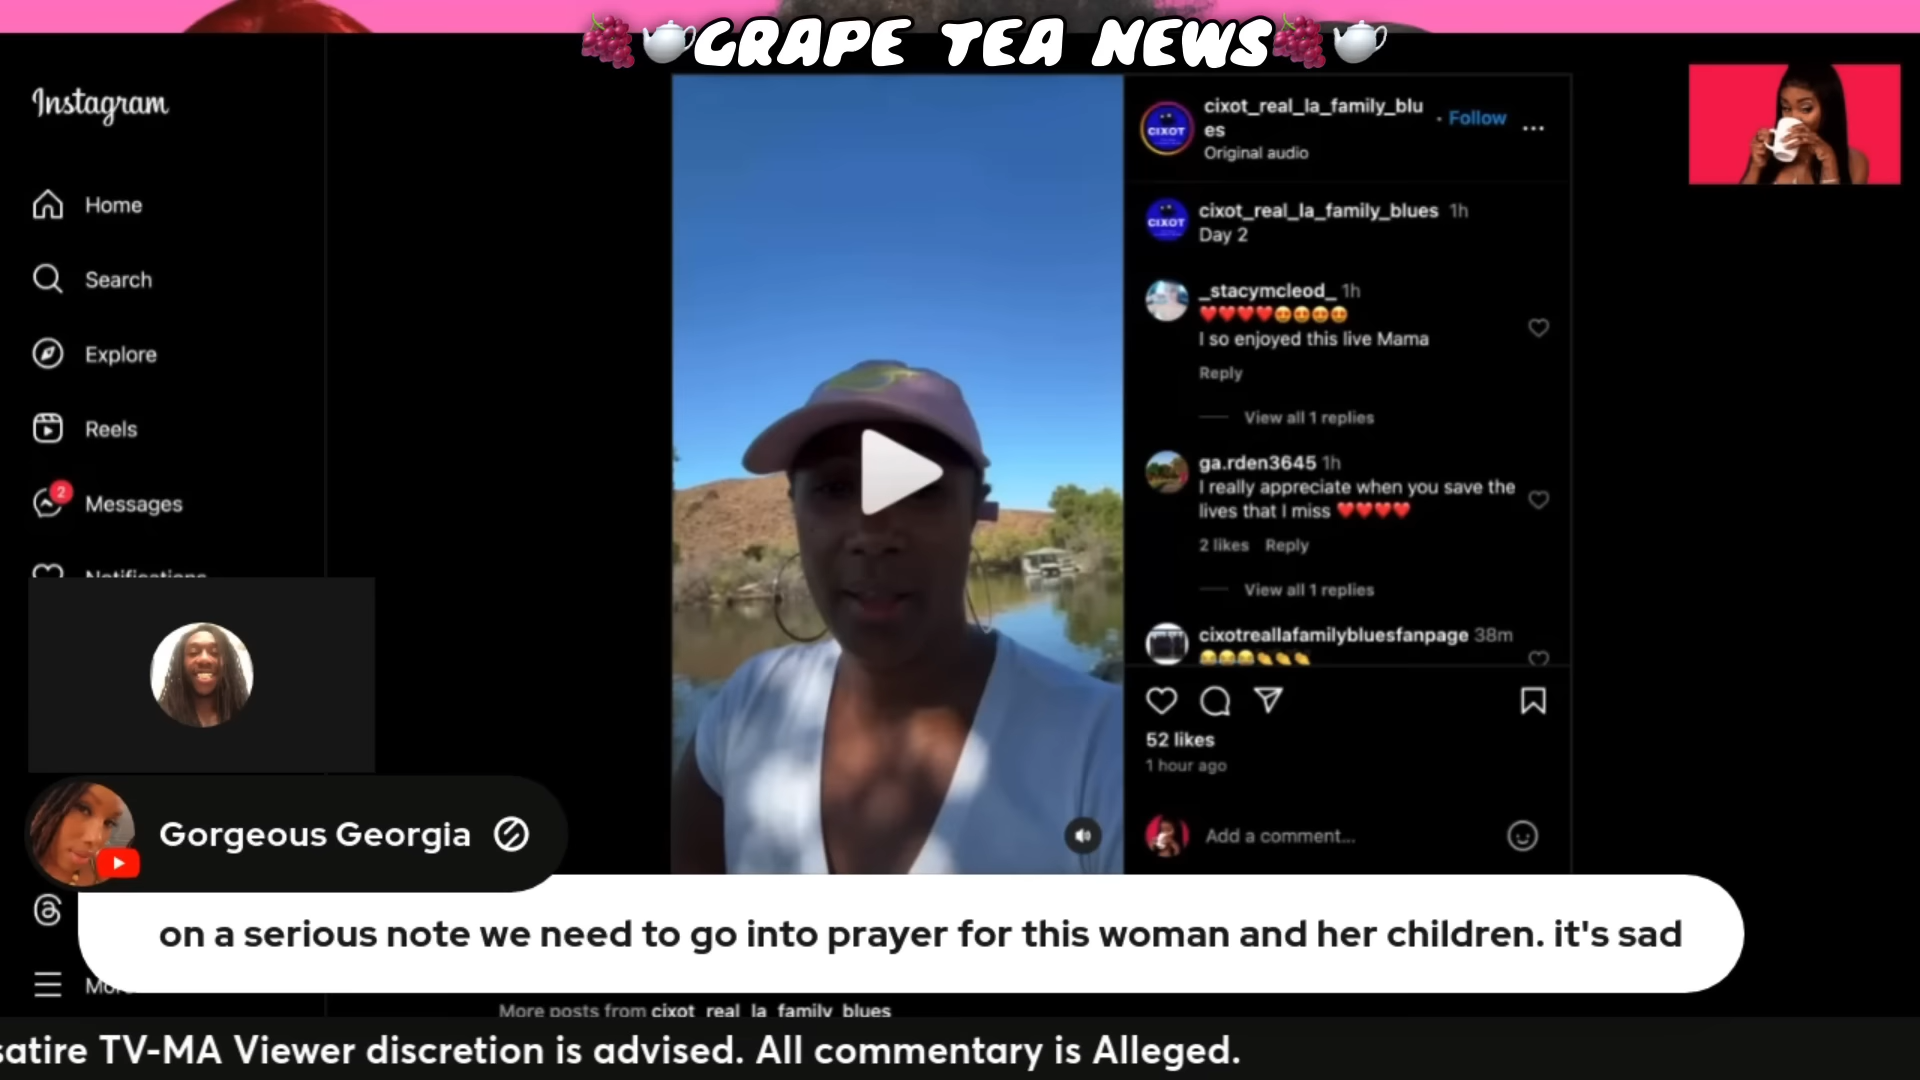 GRAPE TEA NEWS
Instagram
Home
Search
Explore
Reels
2
Messages
Notifications
cixot_real_la_family_blu
es
• Follow
Original audio
CIXOT
cixot_real_la_family_blues 1h
Day 2
CIXOT
_stacymcleod_ 1h
I so enjoyed this live Mama
Reply
View all 1 replies
ga.rden3645 1h
I really appreciate when you save the
lives that I miss ❤️❤️❤️❤️
2 likes Reply
View all 1 replies
cixotreallafamilybluesfanpage 38m
52 likes
1 hour ago
Add a comment...
Gorgeous Georgia
on a serious note we need to go into prayer for this woman and her children. it's sad
More
More posts from cixot_real_la_family_blues
satire TV-MA Viewer discretion is advised. All commentary is Alleged.